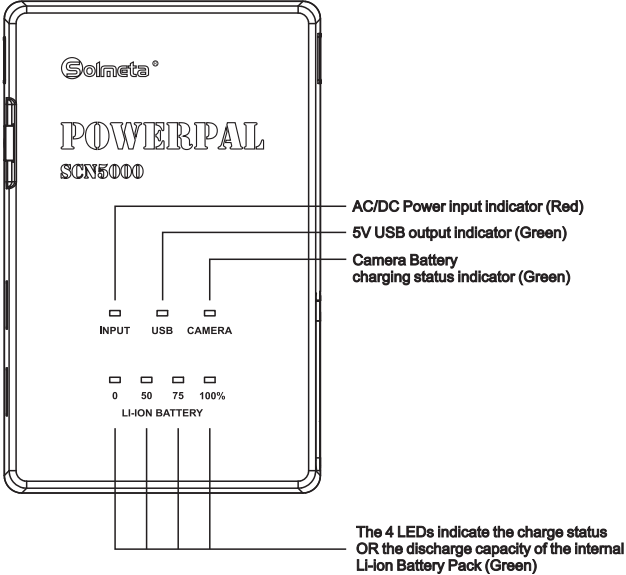 Solmeta®
POWERPAL
SCN5000
AC/DC Power input indicator (Red)
5V USB output indicator (Green)
Camera Battery
charging status indicator (Green)
INPUT USB CAMERA
0 50 75 100%
LI-ION BATTERY
The 4 LEDs indicate the charge status
OR the discharge capacity of the internal
Li-ion Battery Pack (Green)